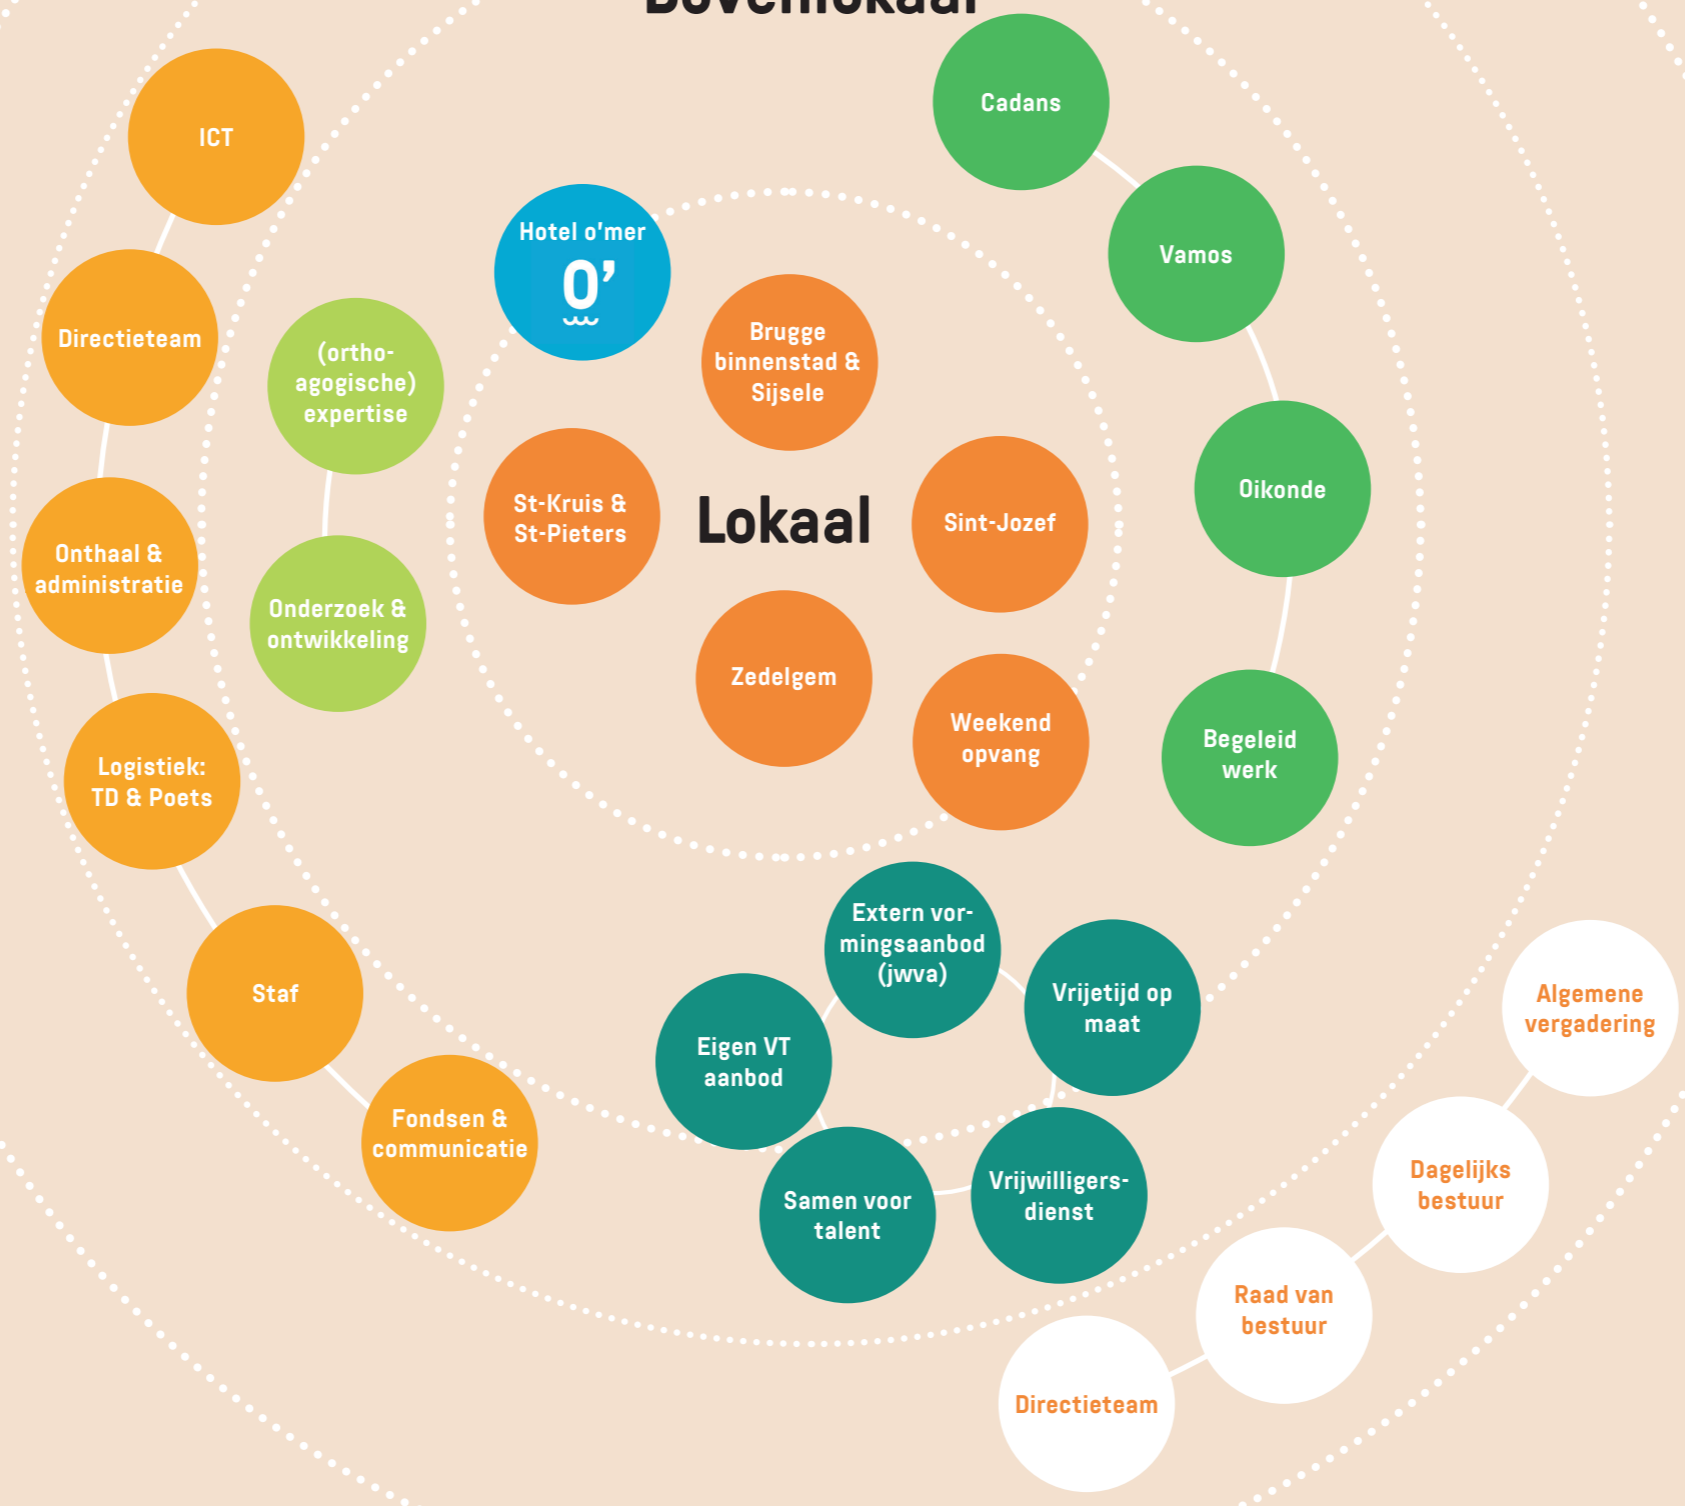 Bovenlokaal
Cadans
ICT
Vamos
Hotel o'mer
O'
Directieteam
(ortho-
agogische)
expertise
Brugge
binnenstad &
Sijsele
St-Kruis &
St-Pieters
Lokaal
Sint-Jozef
Oikonde
Onthaal &
administratie
Onderzoek &
ontwikkeling
Zedelgem
Weekend
opvang
Begeleid
werk
Logistiek:
TD & Poets
Extern vor-
mingsaanbod
(jwva)
Vrijetijd op
maat
Staf
Eigen VT
aanbod
Algemene
vergadering
Fondsen &
communicatie
Samen voor
talent
Vrijwilligers-
dienst
Dagelijks
bestuur
Raad van
bestuur
Directieteam